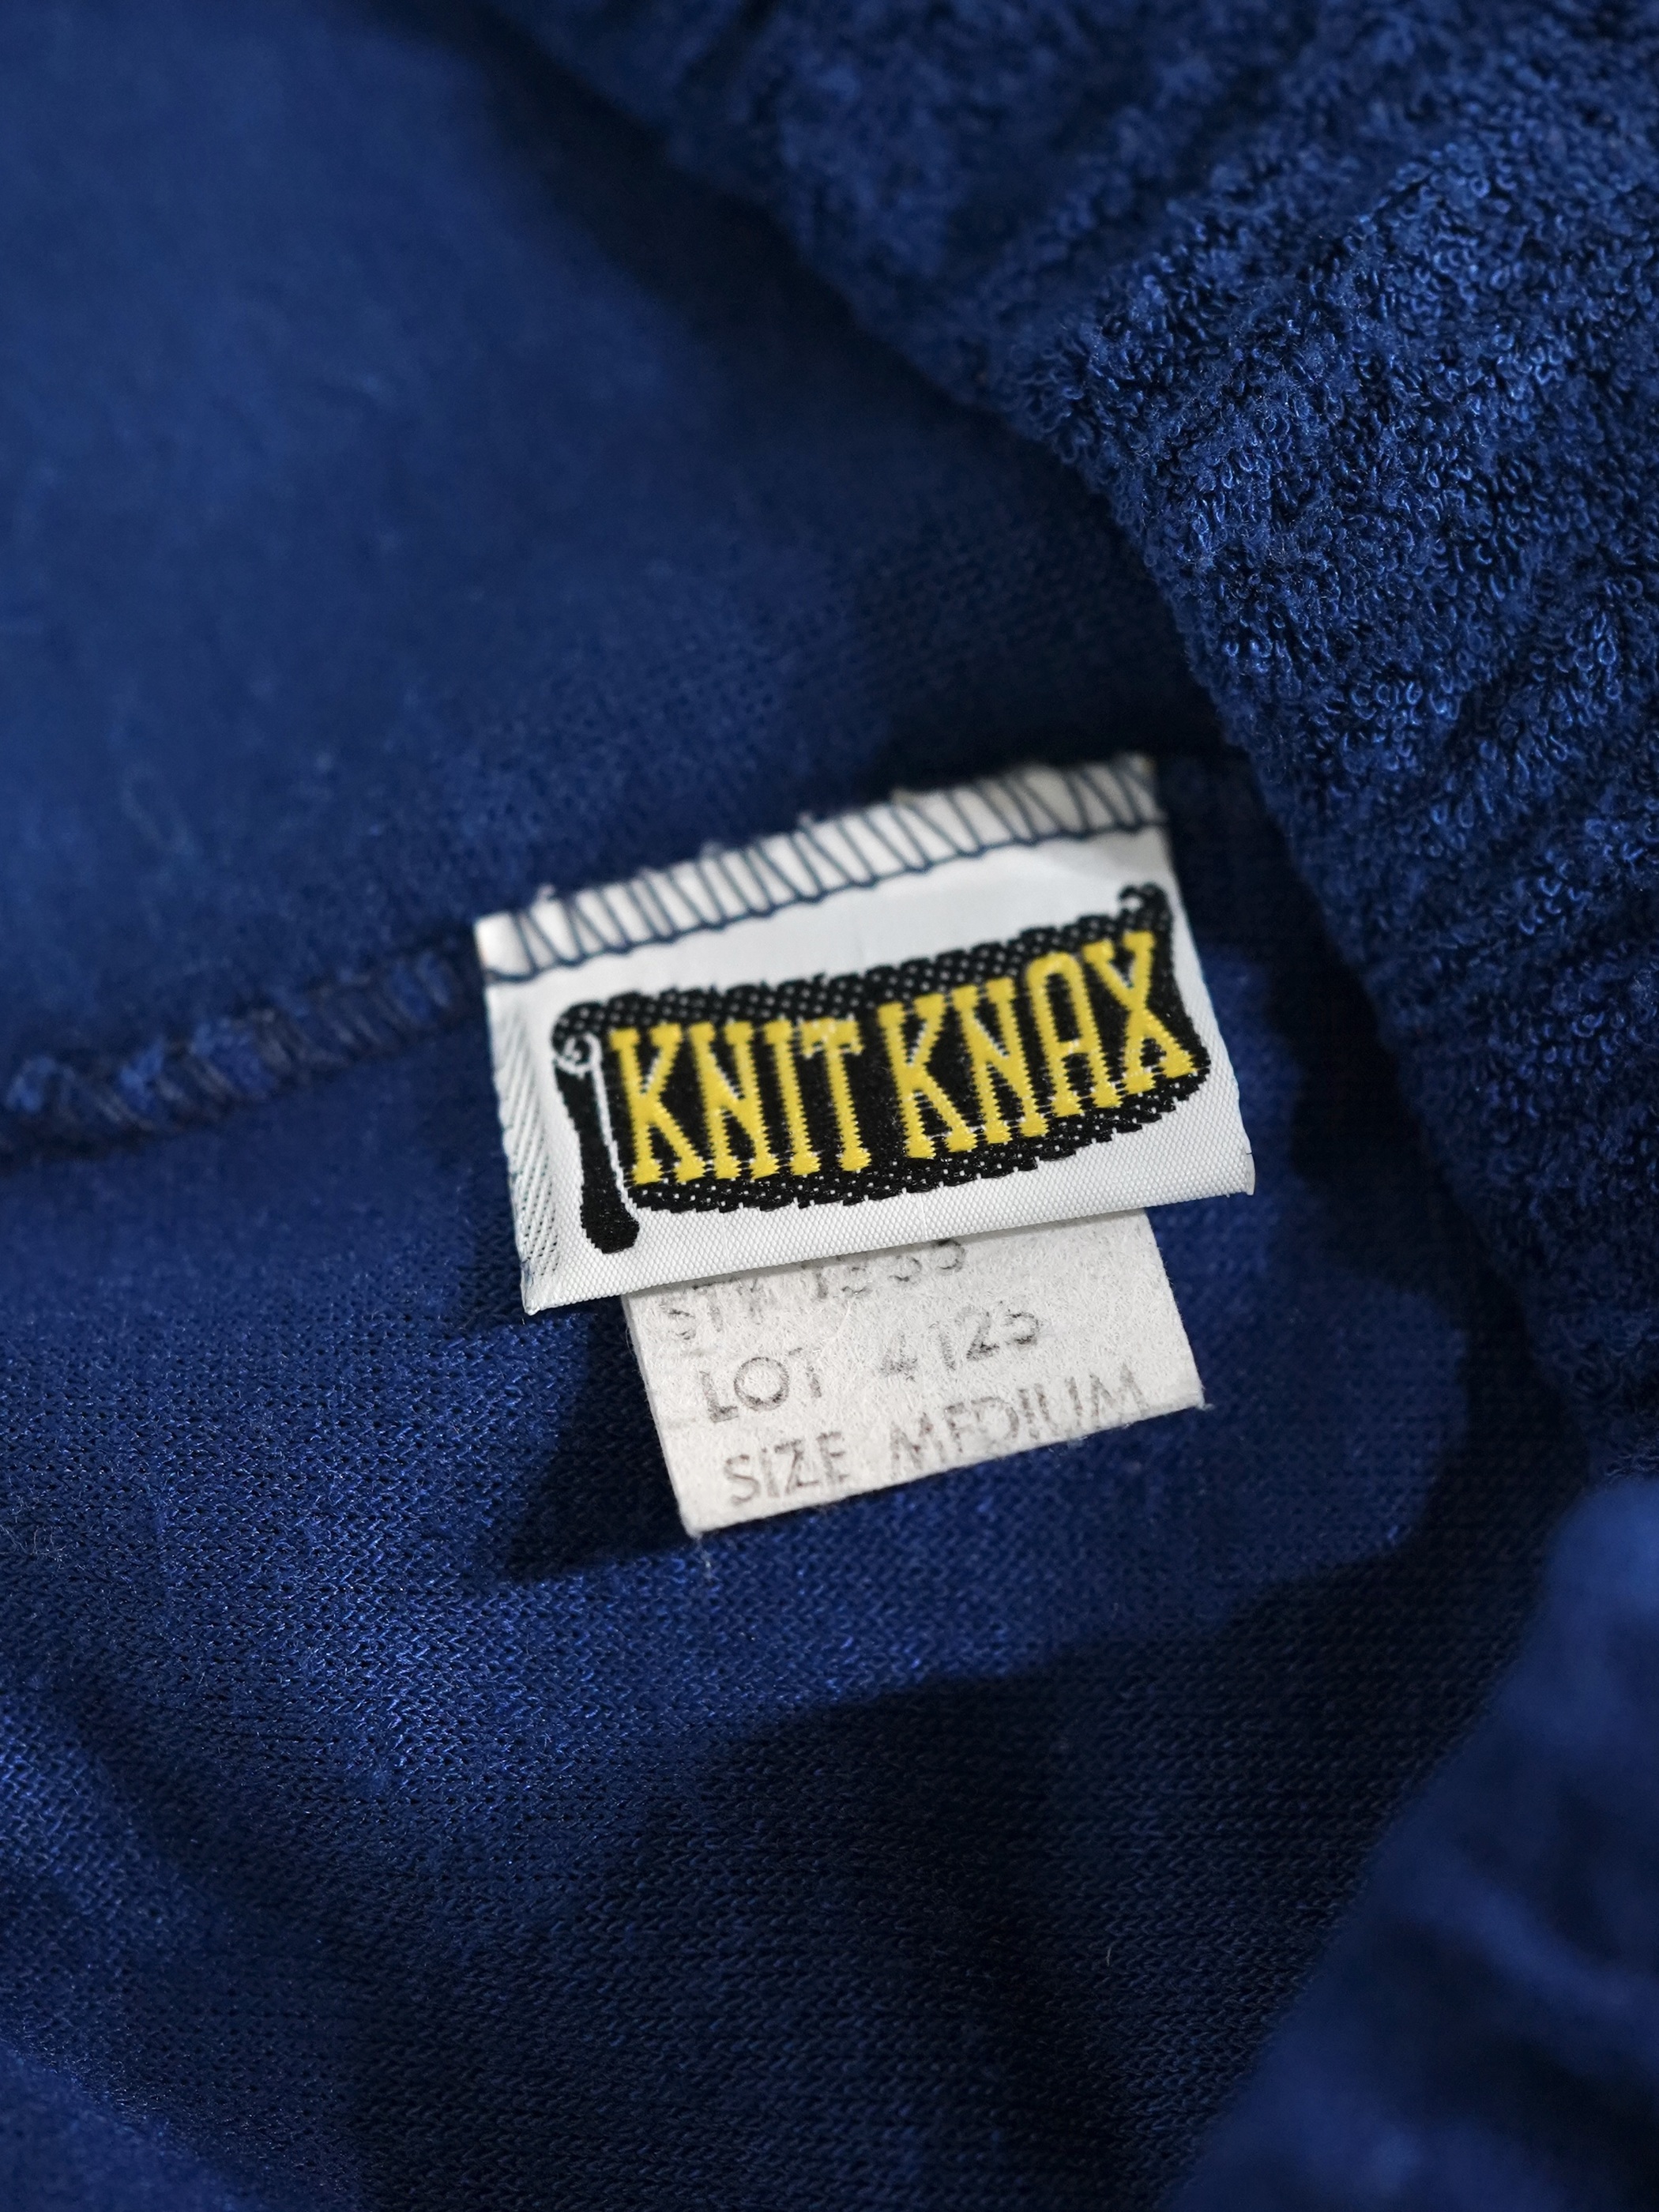 KNIT KNAX
LOT 4125
SIZE MEDIUM